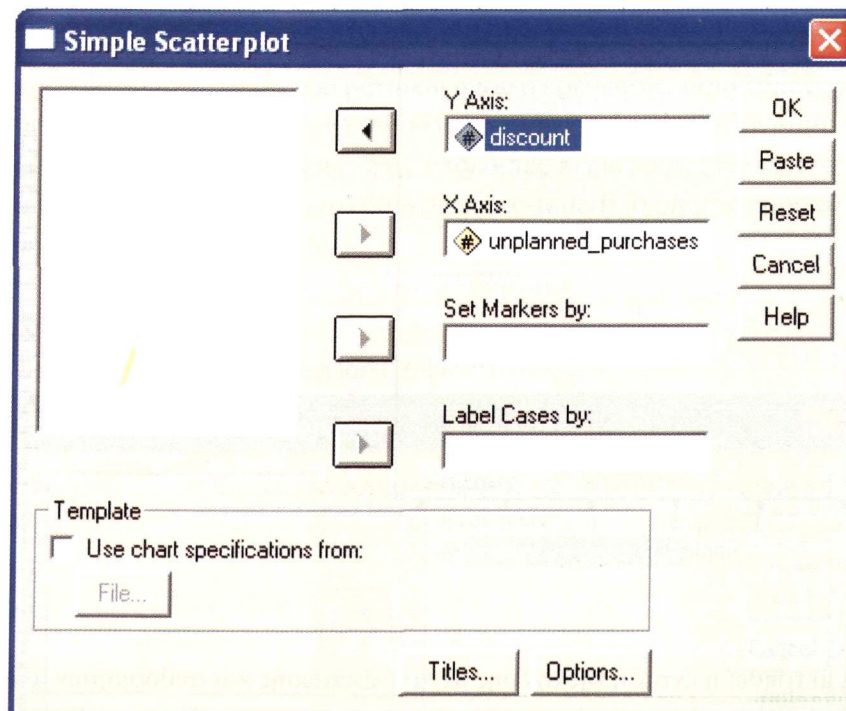 Simple Scatterplot
Y Axis:
# discount
X Axis:
# unplanned_purchases
Set Markers by:
Label Cases by:
OK
Paste
Reset
Cancel
Help
Template
Use chart specifications from:
File...
Titles...
Options...